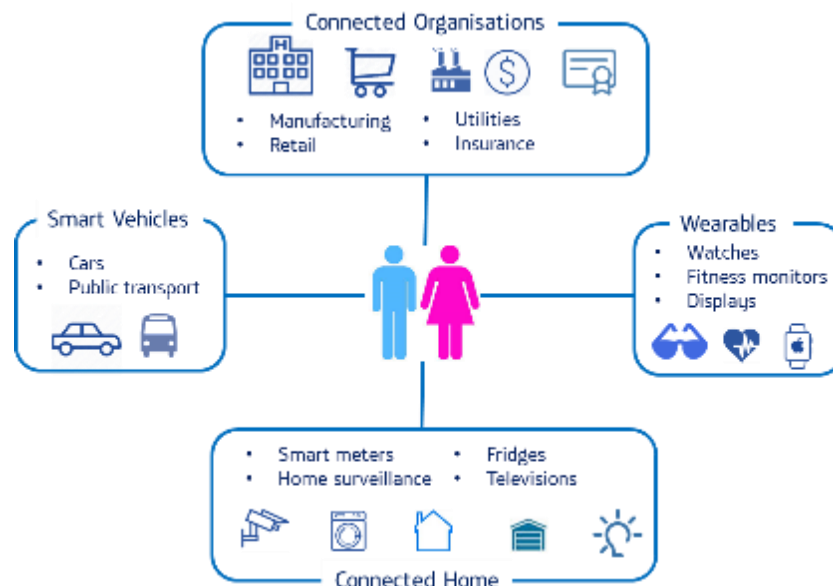 Connected Organisations
H
$
• Manufacturing
• Retail
• Utilities
• Insurance
Smart Vehicles
• Cars
• Public transport
Wearables
• Watches
• Fitness monitors
• Displays
• Smart meters
• Home surveillance
• Fridges
• Televisions
Connected Home